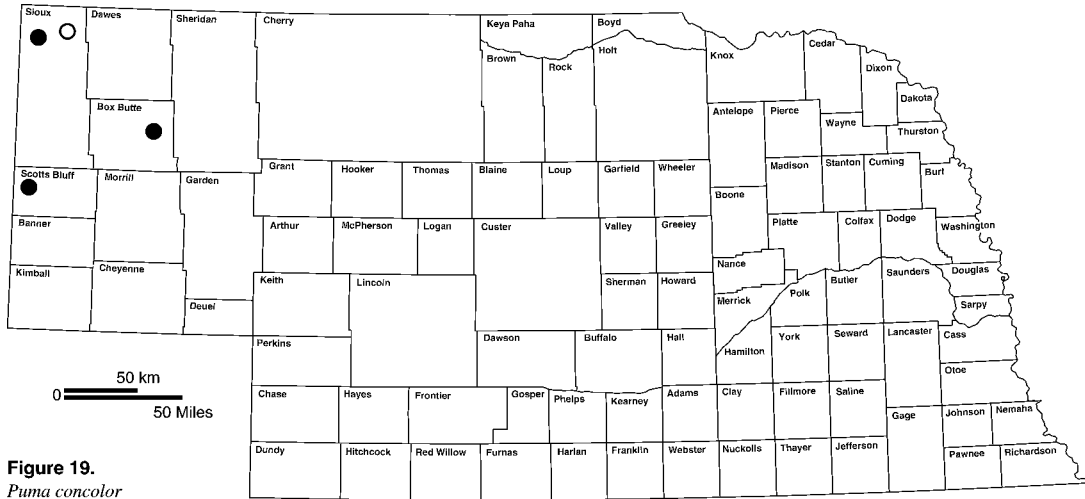 Sioux Dawes Sheridan Cherry Keya Paha Boyd
Brown Rock Holt Knox Cedar Dixon
Dakota
Box Butte Antelope Pierce Wayne Thurston
Scotts Bluff Morrill Garden Grant Hooker Thomas Blaine Loup Garfield Wheeler Madison Stanton Cuming Burt
Boone
Banner Arthur McPherson Logan Custer Valley Greeley Platte Colfax Dodge Washington
Kimball Cheyenne Keith Lincoln Sherman Howard Nance Butler Saunders Douglas
Deuel Merrick Polk Sarpy
Perkins Dawson Buffalo Hall Hamilton York Seward Lancaster Cass
Otoe
50 km
0
50 Miles
Chase Hayes Frontier Gosper Phelps Kearney Adams Clay Fillmore Saline Gage Johnson Nemaha
Dundy Hitchcock Red Willow Furnas Harlan Franklin Webster Nuckolls Thayer Jefferson Pawnee Richardson
Figure 19.
Puma concolor